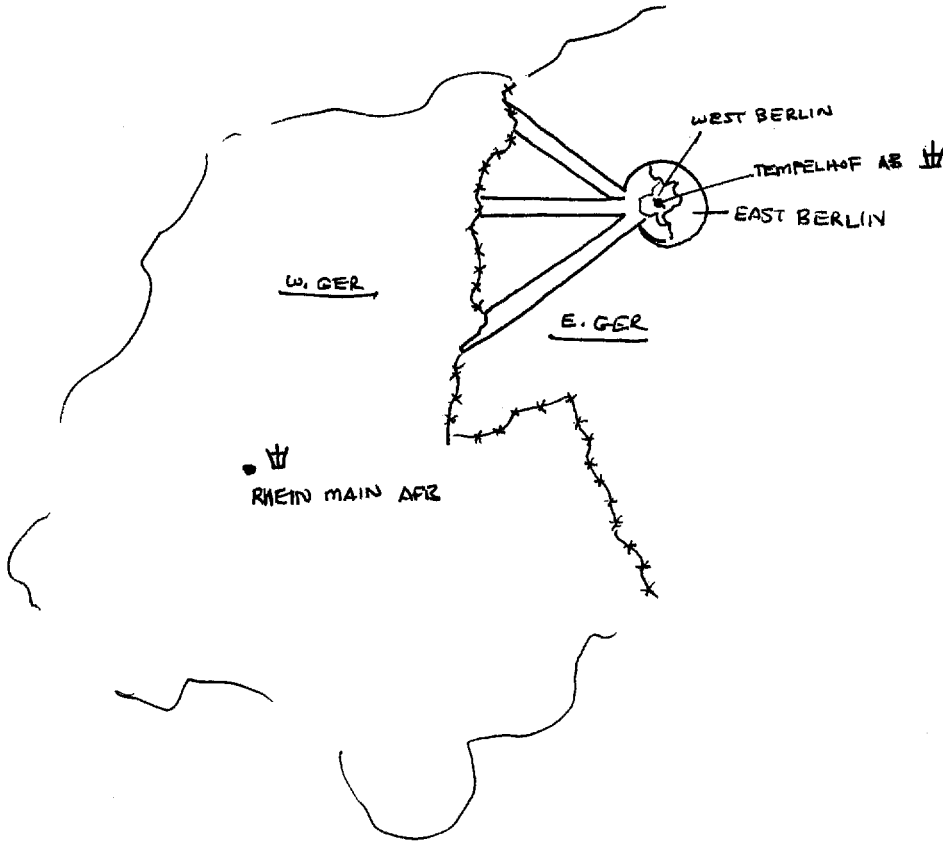 WEST BERLIN
TEMPELHOF AB
EAST BERLIN
W. GER
E. GER
RHEIN MAIN AFB